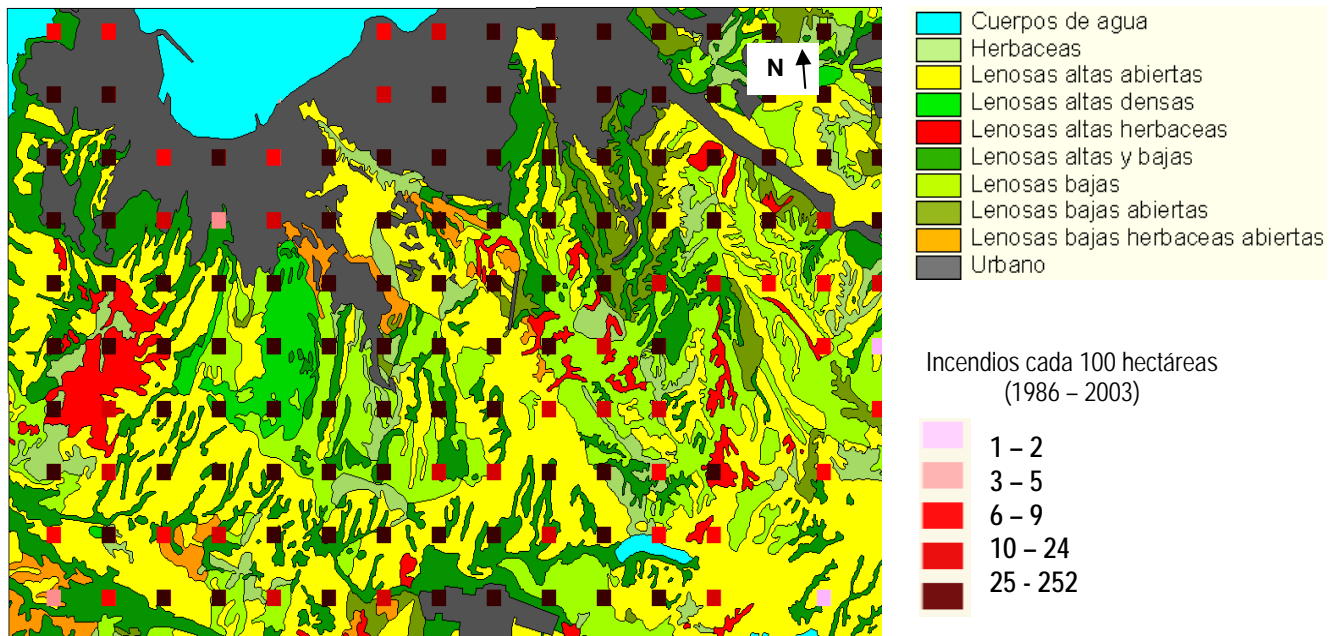 N
Cuerpos de agua
Herbaceas
Lenosas altas abiertas
Lenosas altas densas
Lenosas altas herbaceas
Lenosas altas y bajas
Lenosas bajas
Lenosas bajas abiertas
Lenosas bajas herbaceas abiertas
Urbano
Incendios cada 100 hectáreas
(1986 – 2003)
1 – 2
3 – 5
6 – 9
10 – 24
25 - 252